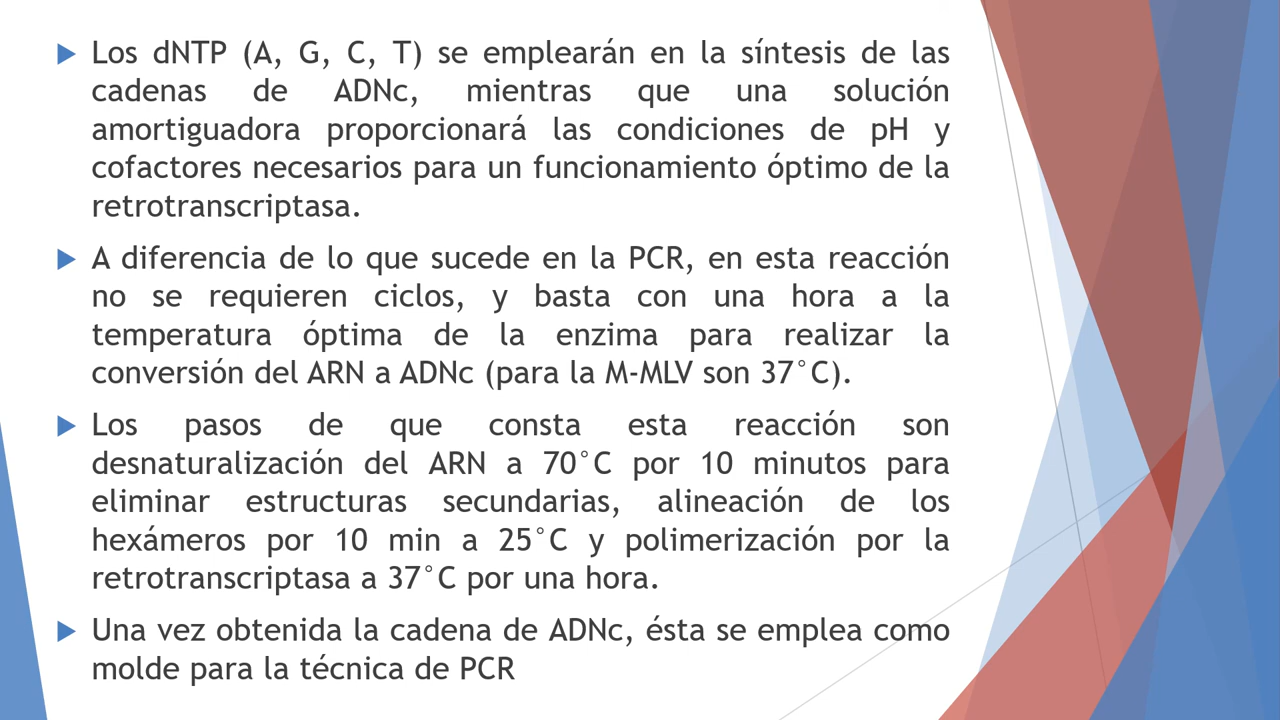 Los dNTP (A, G, C, T) se emplearán en la síntesis de las
cadenas de ADNc, mientras que una solución
amortiguadora proporcionará las condiciones de pH y
cofactores necesarios para un funcionamiento óptimo de la
retrotranscriptasa.
A diferencia de lo que sucede en la PCR, en esta reacción
no se requieren ciclos, y basta con una hora a la
temperatura óptima de la enzima para realizar la
conversión del ARN a ADNc (para la M-MLV son 37°C).
Los pasos de que consta esta reacción son
desnaturalización del ARN a 70°C por 10 minutos para
eliminar estructuras secundarias, alineación de los
hexámeros por 10 min a 25°C y polimerización por la
retrotranscriptasa a 37°C por una hora.
Una vez obtenida la cadena de ADNc, ésta se emplea como
molde para la técnica de PCR